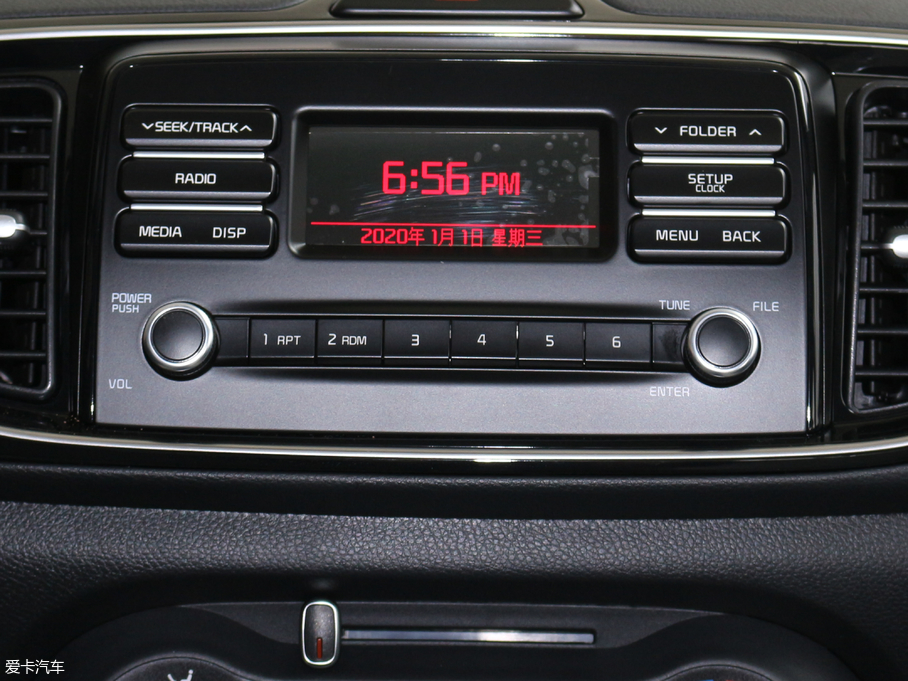 SEEK/TRACK
RADIO
MEDIA DISP
6:56 PM
2020年 1月 1日 星期三
FOLDER
SETUP
CLOCK
MENU BACK
POWER
PUSH
VOL
1 RPT
2 RDM
3
4
5
6
TUNE
FILE
ENTER
爱卡汽车